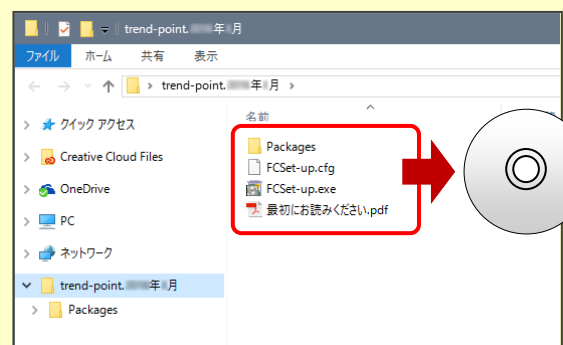 trend-point. 年 月
ファイル ホーム 共有 表示
trend-point. 年 月
名前
クイック アクセス
Creative Cloud Files
OneDrive
PC
ネットワーク
trend-point. 年 月
Packages
Packages
FCSet-up.cfg
FCSet-up.exe
最初にお読みください.pdf